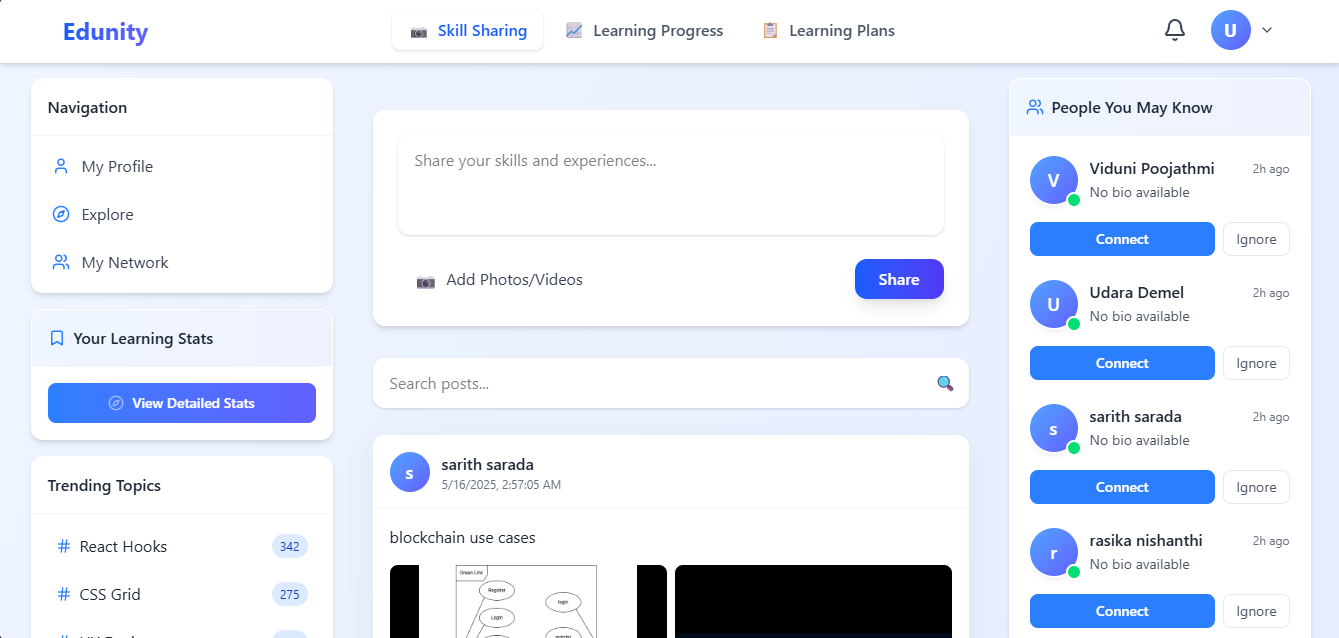 Edunity
Skill Sharing
Learning Progress
Learning Plans
U
Navigation
My Profile
Explore
My Network
Your Learning Stats
View Detailed Stats
Trending Topics
# React Hooks 342
# CSS Grid 275
Share your skills and experiences...
Add Photos/Videos
Share
Search posts...
s
sarith sarada
5/16/2025, 2:57:05 AM
blockchain use cases
Green Link
Register
Login
login
register
People You May Know
V
Viduni Poojathmi 2h ago
No bio available
Connect Ignore
U
Udara Demel 2h ago
No bio available
Connect Ignore
s
sarith sarada 2h ago
No bio available
Connect Ignore
r
rasika nishanthi 2h ago
No bio available
Connect Ignore